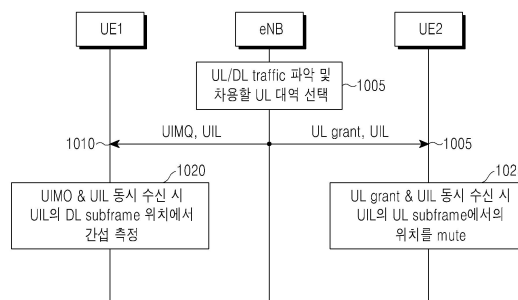 UE1
eNB
UE2
UL/DL traffic 파악 및
차용할 UL 대역 선택
1005
UIMQ, UIL
UL grant, UIL
1010
1005
1020
UIMO & UIL 동시 수신 시
UIL의 DL subframe 위치에서
간섭 측정
102
UL grant & UIL 동시 수신 시
UIL의 UL subframe에서의
위치를 mute